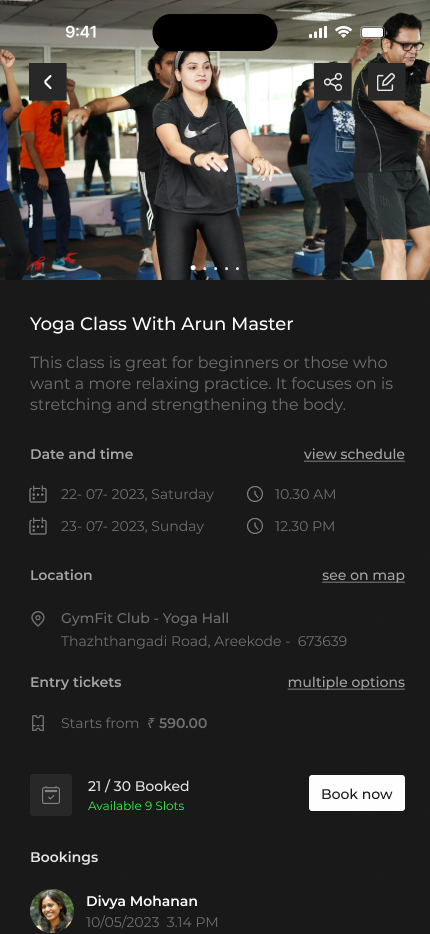 9:41
Yoga Class With Arun Master
This class is great for beginners or those who
want a more relaxing practice. It focuses on is
stretching and strengthening the body.
Date and time
view schedule
22- 07- 2023, Saturday
10.30 AM
23- 07- 2023, Sunday
12.30 PM
Location
see on map
GymFit Club - Yoga Hall
Thazhthangadi Road, Areekode - 673639
Entry tickets
multiple options
Starts from ₹ 590.00
21 / 30 Booked
Available 9 Slots
Book now
Bookings
Divya Mohanan
10/05/2023 3.14 PM